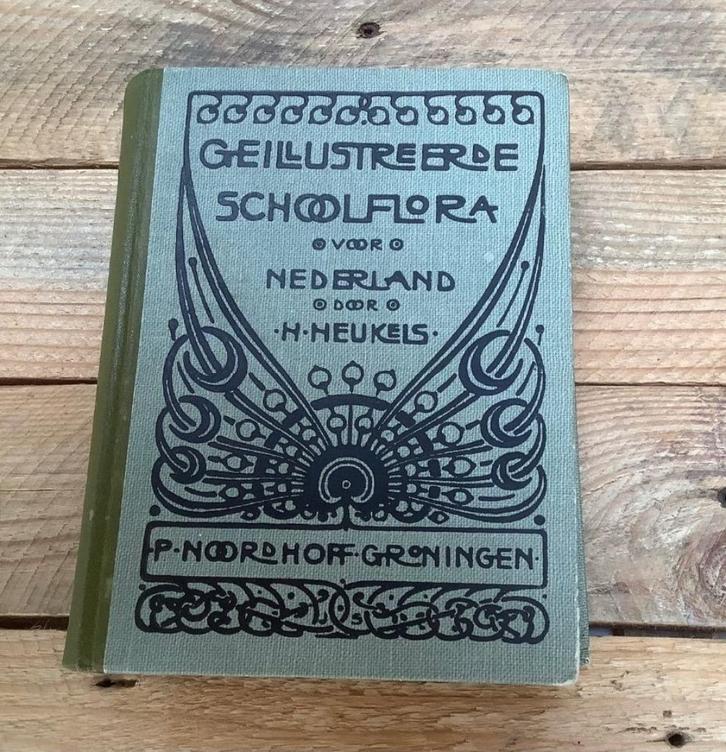 GEILLUSTREERDE
SCHOOLFLORA
VOOR
NEDERLAND
DOOR
·H·HEUKELS·
·P·NOORDHOFF·GRONINGEN·